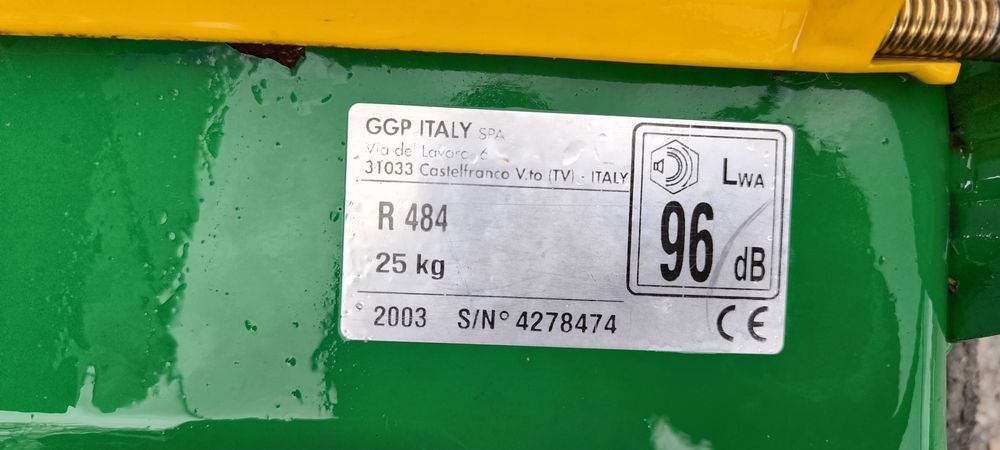 GGP ITALY SPA
Via del Lavoro, 6
31033 Castelfranco V.to (TV) - ITALY
R 484
25 kg
2003 S/N° 4278474
LWA
96 dB
CE